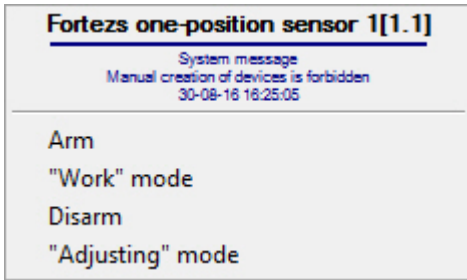 Fortezs one-position sensor 1[1.1]
System message
Manual creation of devices is forbidden
30-08-16 16:25:05
Arm
"Work" mode
Disarm
"Adjusting" mode